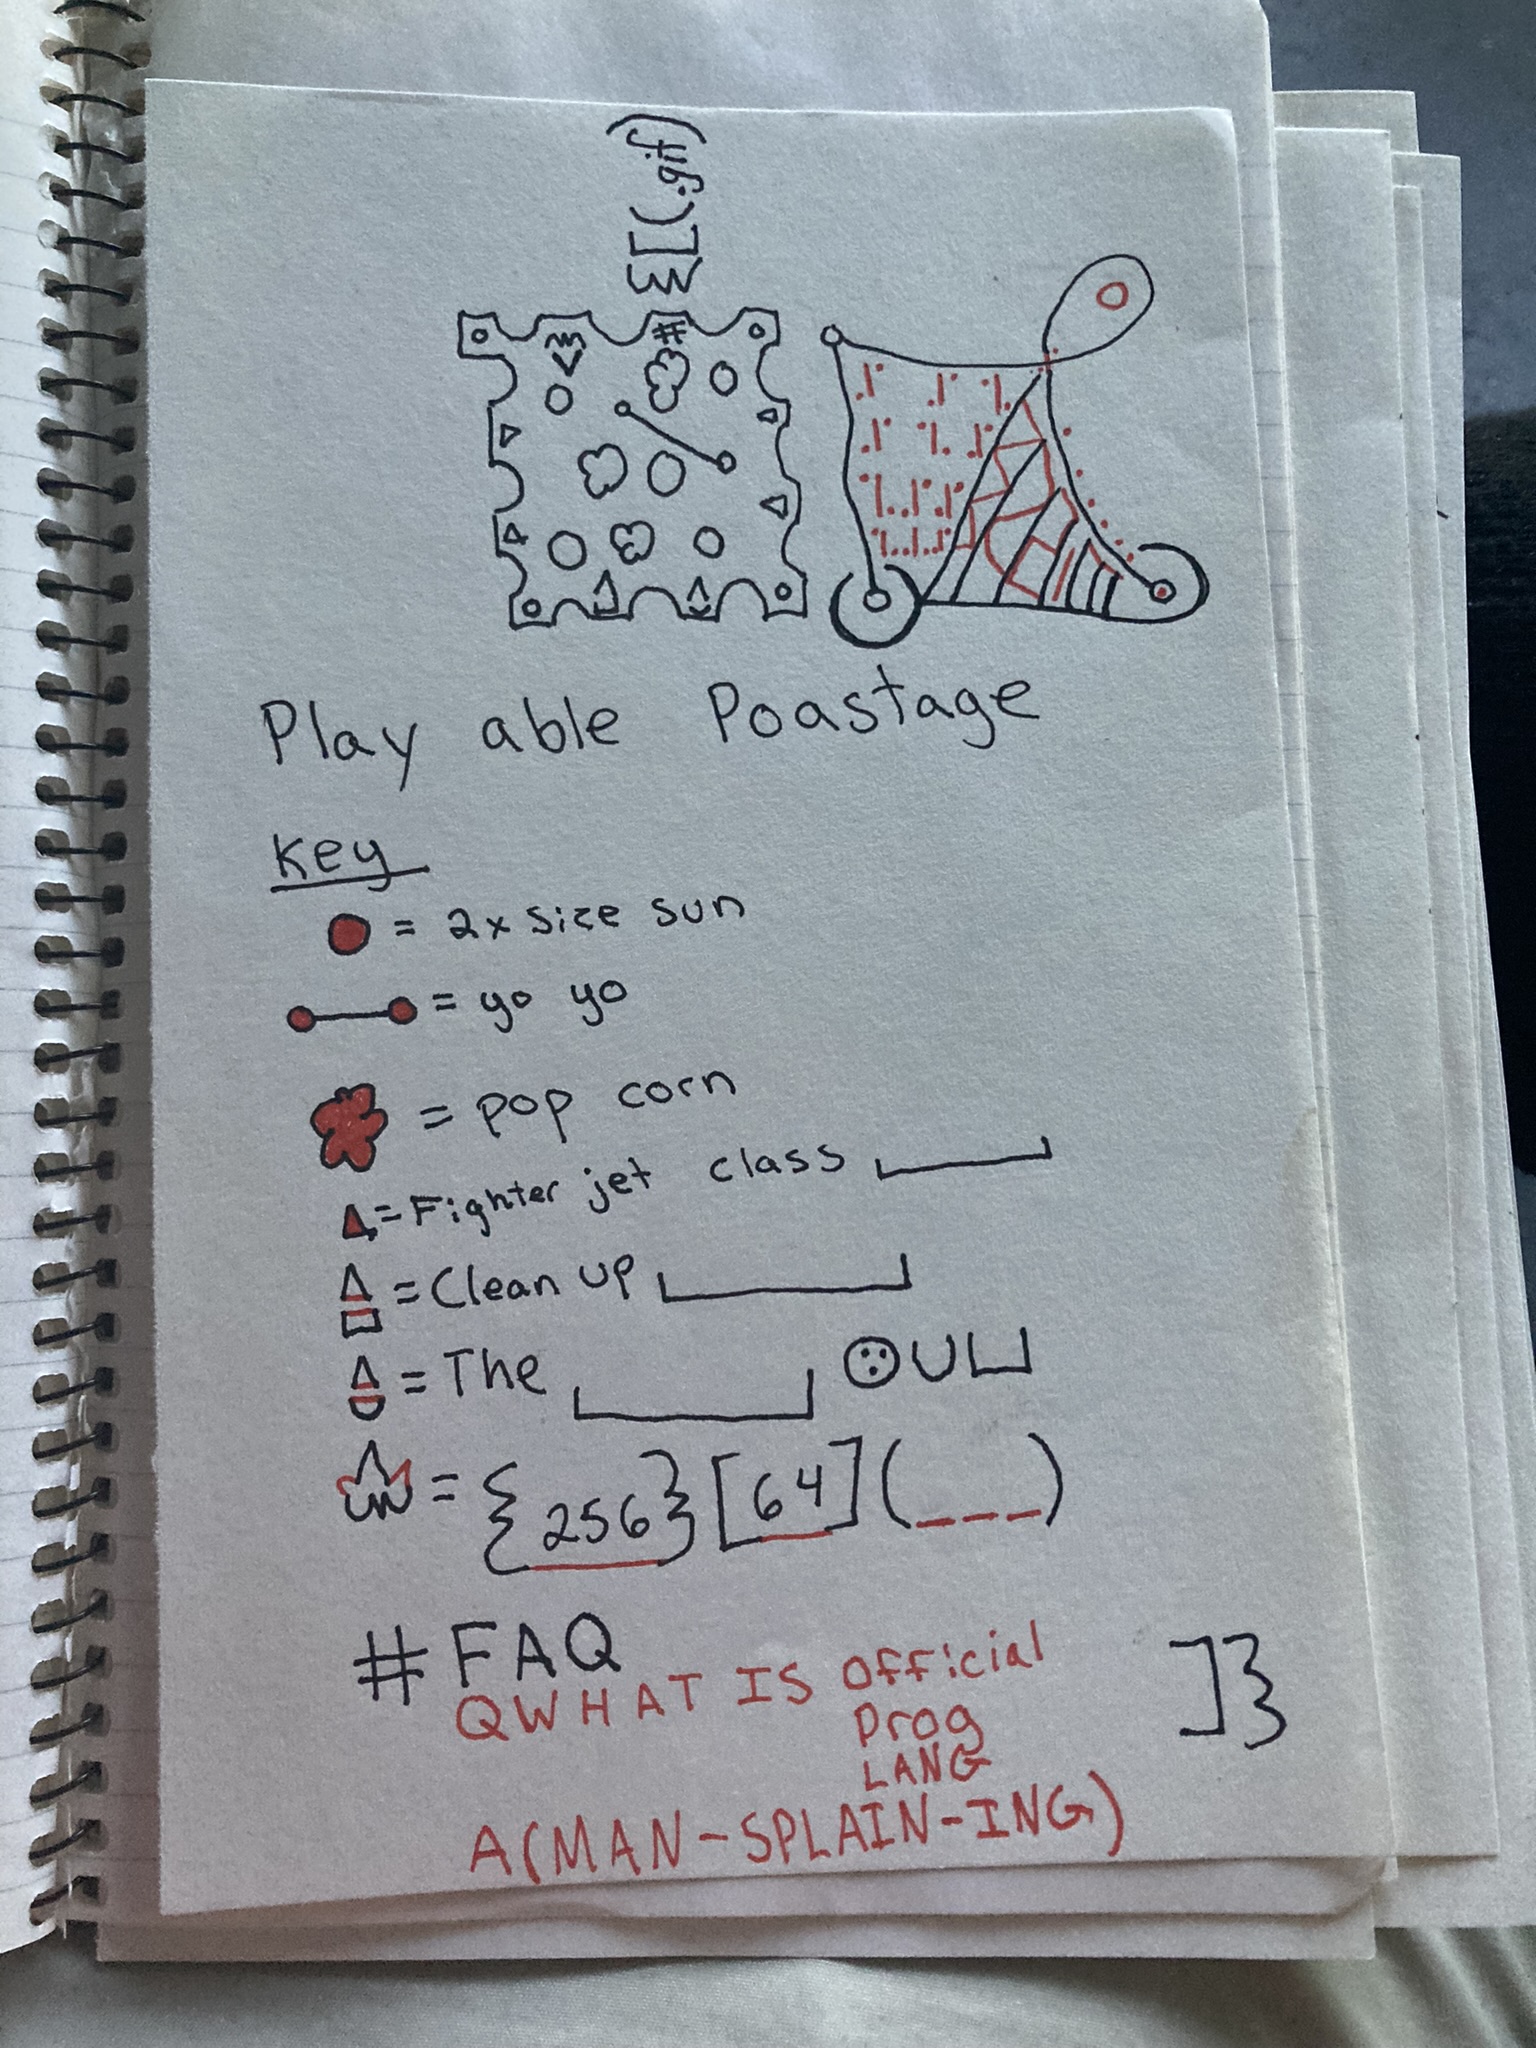 {[(.gif)
#
Play able Poastage
Key
= 2x size sun
= yo yo
= pop corn
= Fighter jet class
= Clean up
= The
= {256}[64](___)
#FAQ
QWHAT IS official
prog
LANG
]}
A(MAN-SPLAIN-ING)